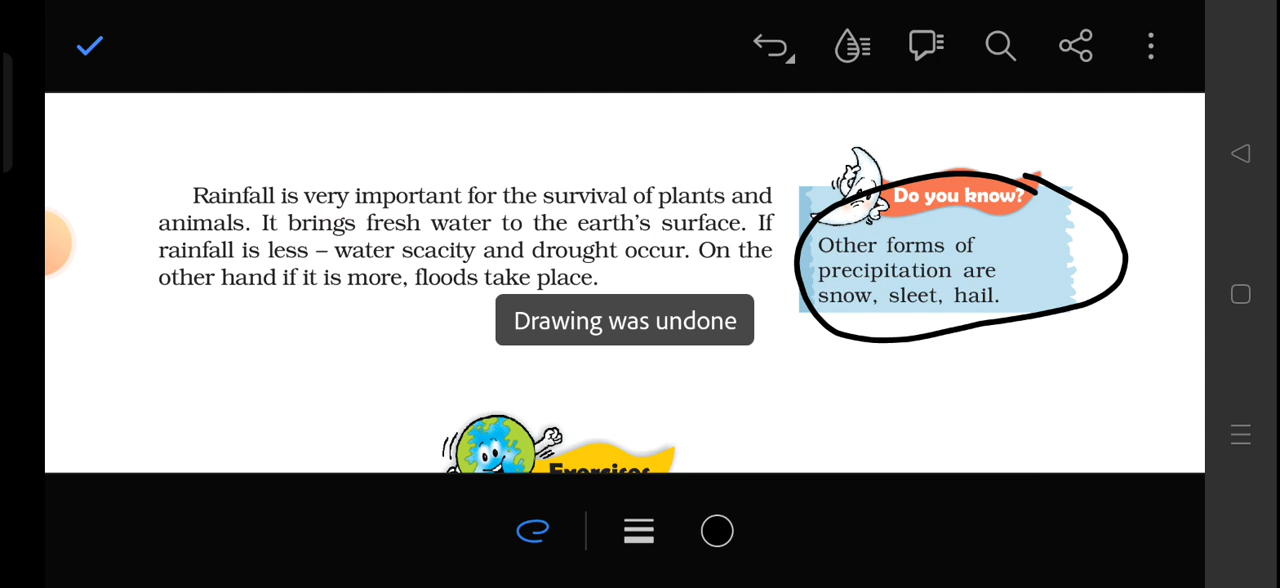 Rainfall is very important for the survival of plants and
animals. It brings fresh water to the earth's surface. If
rainfall is less – water scacity and drought occur. On the
other hand if it is more, floods take place.
Do you know?
Other forms of
precipitation are
snow, sleet, hail.
Drawing was undone
Exercises